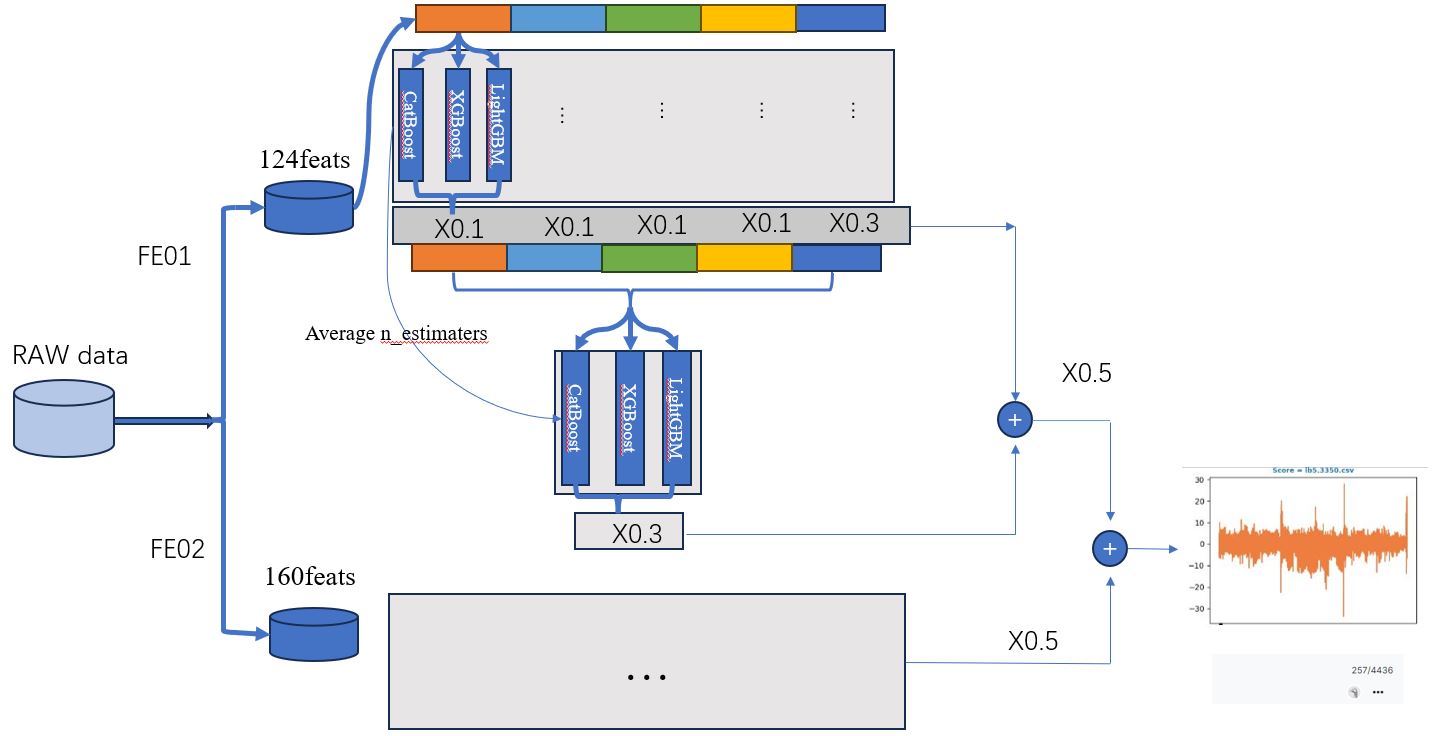 124feats
CatBoost
XGBoost
LightGBM
⋮
⋮
⋮
⋮
X0.1
X0.1
X0.1
X0.1
X0.3
FE01
Average n_estimaters
RAW data
CatBoost
XGBoost
LightGBM
X0.5
+
X0.3
FE02
+
160feats
...
X0.5
Score = lb5.3350.csv
30
20
10
0
−10
−20
−30
257/4436
•••